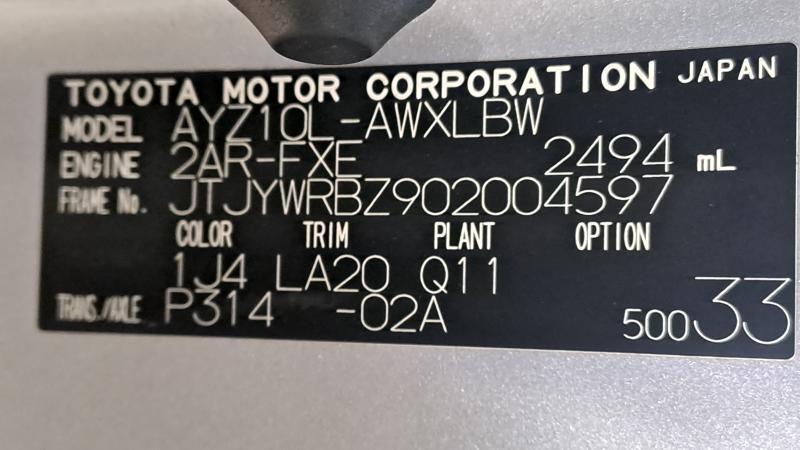 TOYOTA MOTOR CORPORATION JAPAN
MODEL AYZ10L-AWXLBW
ENGINE 2AR-FXE 2494 mL
FRAME No. JTJYWRBZ902004597
COLOR TRIM PLANT OPTION
1J4 LA20 Q11
TRANS./AXLE P314 -02A 50033